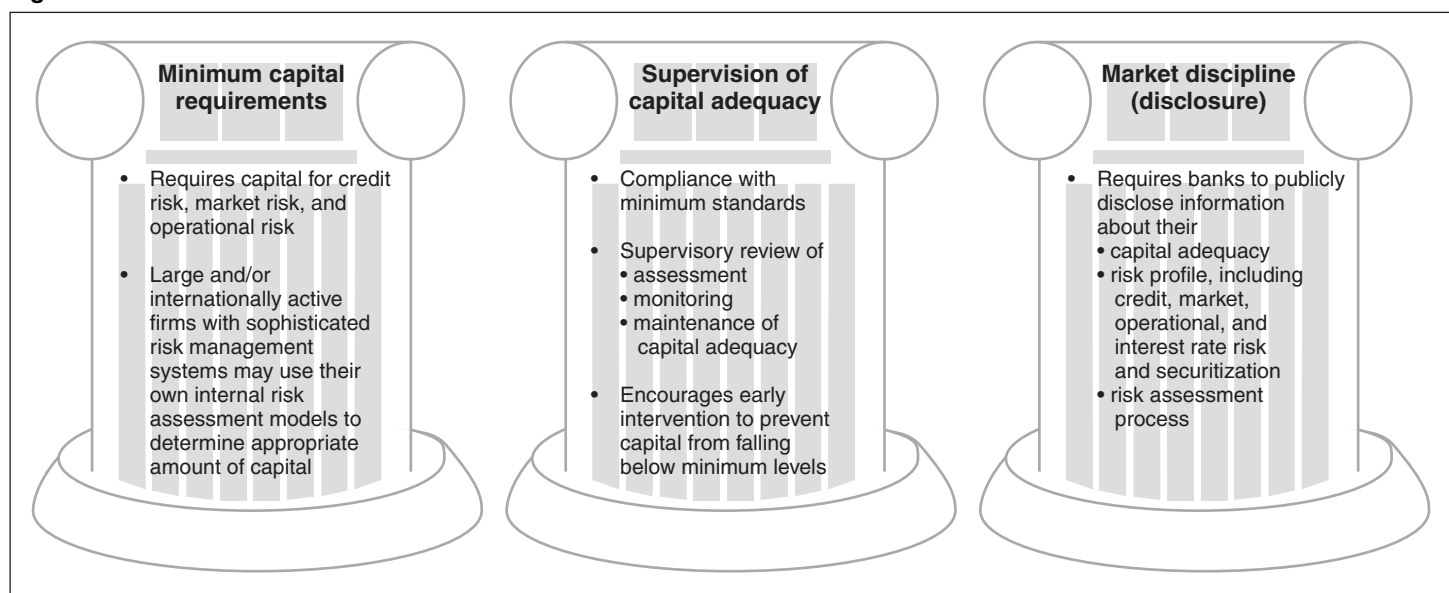 Minimum capital
requirements
• Requires capital for credit
risk, market risk, and
operational risk
• Large and/or
internationally active
firms with sophisticated
risk management
systems may use their
own internal risk
assessment models to
determine appropriate
amount of capital
Supervision of
capital adequacy
• Compliance with
minimum standards
• Supervisory review of
• assessment
• monitoring
• maintenance of
capital adequacy
• Encourages early
intervention to prevent
capital from falling
below minimum levels
Market discipline
(disclosure)
• Requires banks to publicly
disclose information
about their
• capital adequacy
• risk profile, including
credit, market,
operational, and
interest rate risk
and securitization
• risk assessment
process